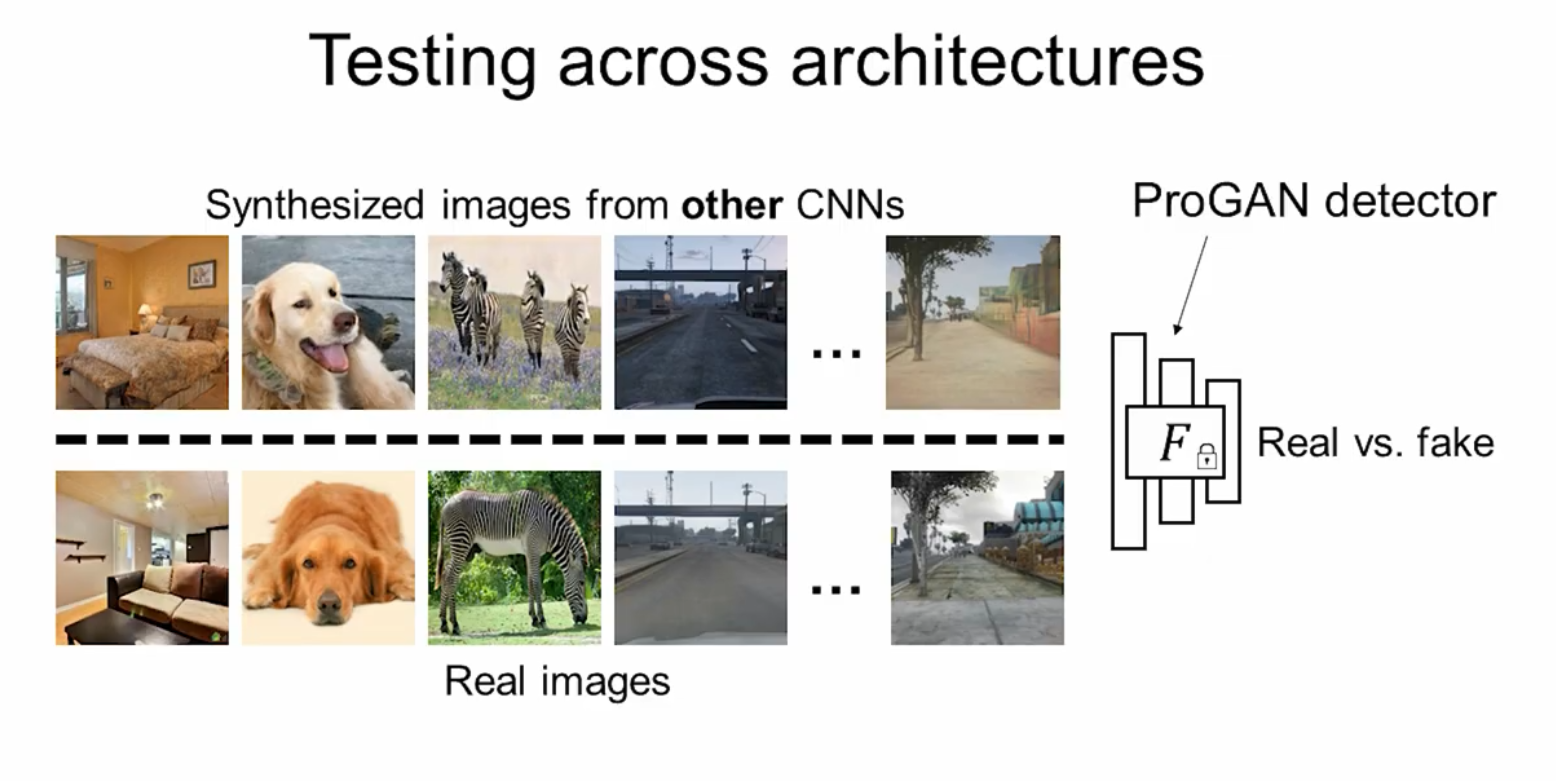 Testing across architectures
Synthesized images from other CNNs
ProGAN detector
...
F
Real vs. fake
...
Real images